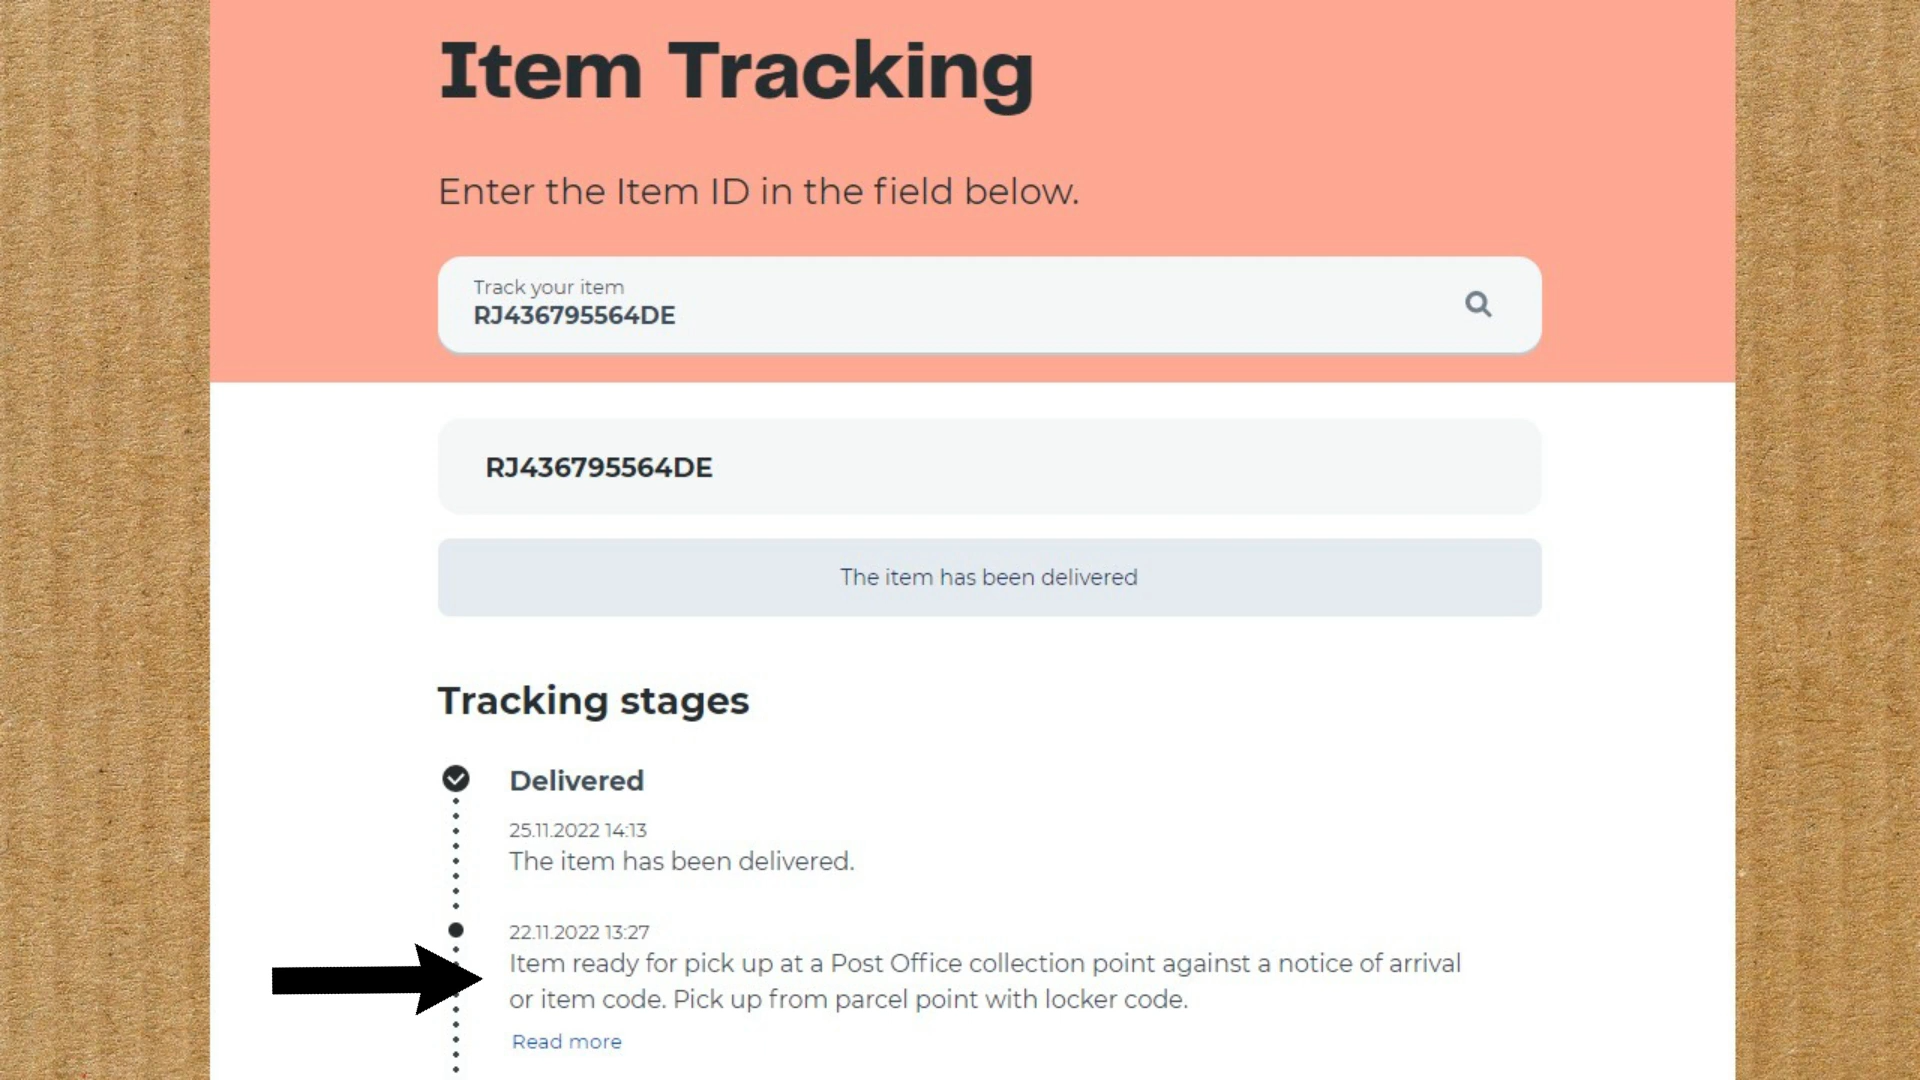 Item Tracking
Enter the Item ID in the field below.
Track your item
RJ436795564DE
RJ436795564DE
The item has been delivered
Tracking stages
Delivered
25.11.2022 14:13
The item has been delivered.
22.11.2022 13:27
Item ready for pick up at a Post Office collection point against a notice of arrival
or item code. Pick up from parcel point with locker code.
Read more